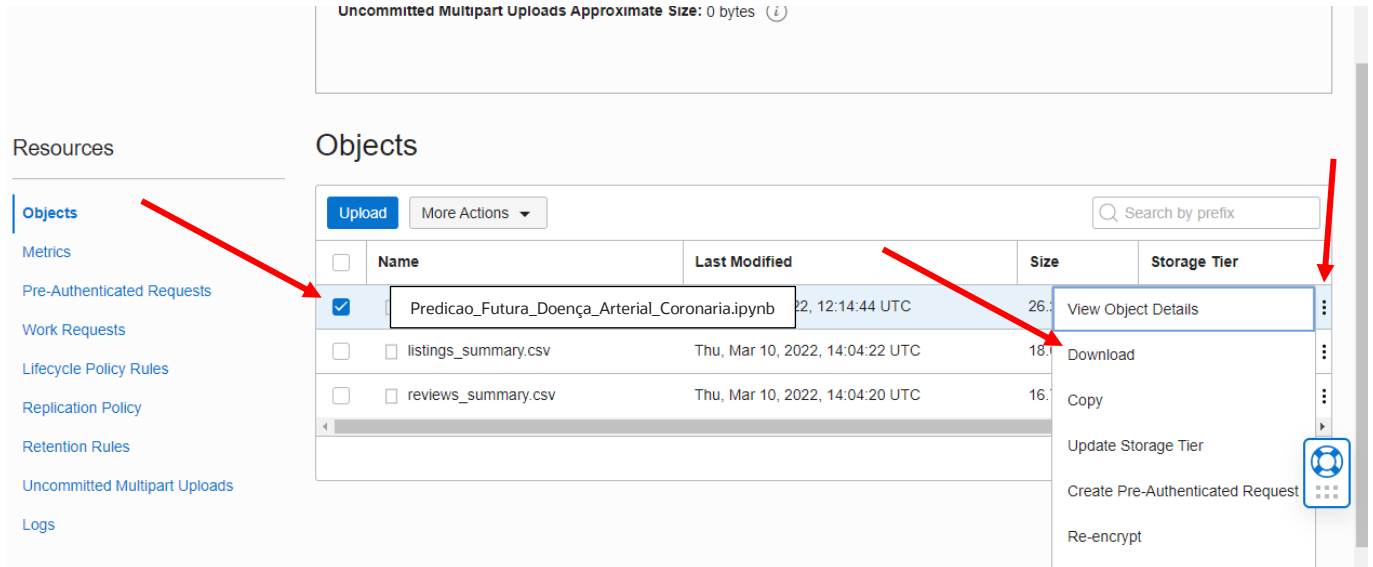 Uncommitted Multipart Uploads Approximate Size: 0 bytes i
Resources
Objects
Metrics
Pre-Authenticated Requests
Work Requests
Lifecycle Policy Rules
Replication Policy
Retention Rules
Uncommitted Multipart Uploads
Logs
Objects
Upload More Actions Search by prefix
Name Last Modified Size Storage Tier
Predicao_Futura_Doença_Arterial_Coronaria.ipynb 12:14:44 UTC
listings_summary.csv Thu, Mar 10, 2022, 14:04:22 UTC
reviews_summary.csv Thu, Mar 10, 2022, 14:04:20 UTC
View Object Details
Download
Copy
Update Storage Tier
Create Pre-Authenticated Request
Re-encrypt